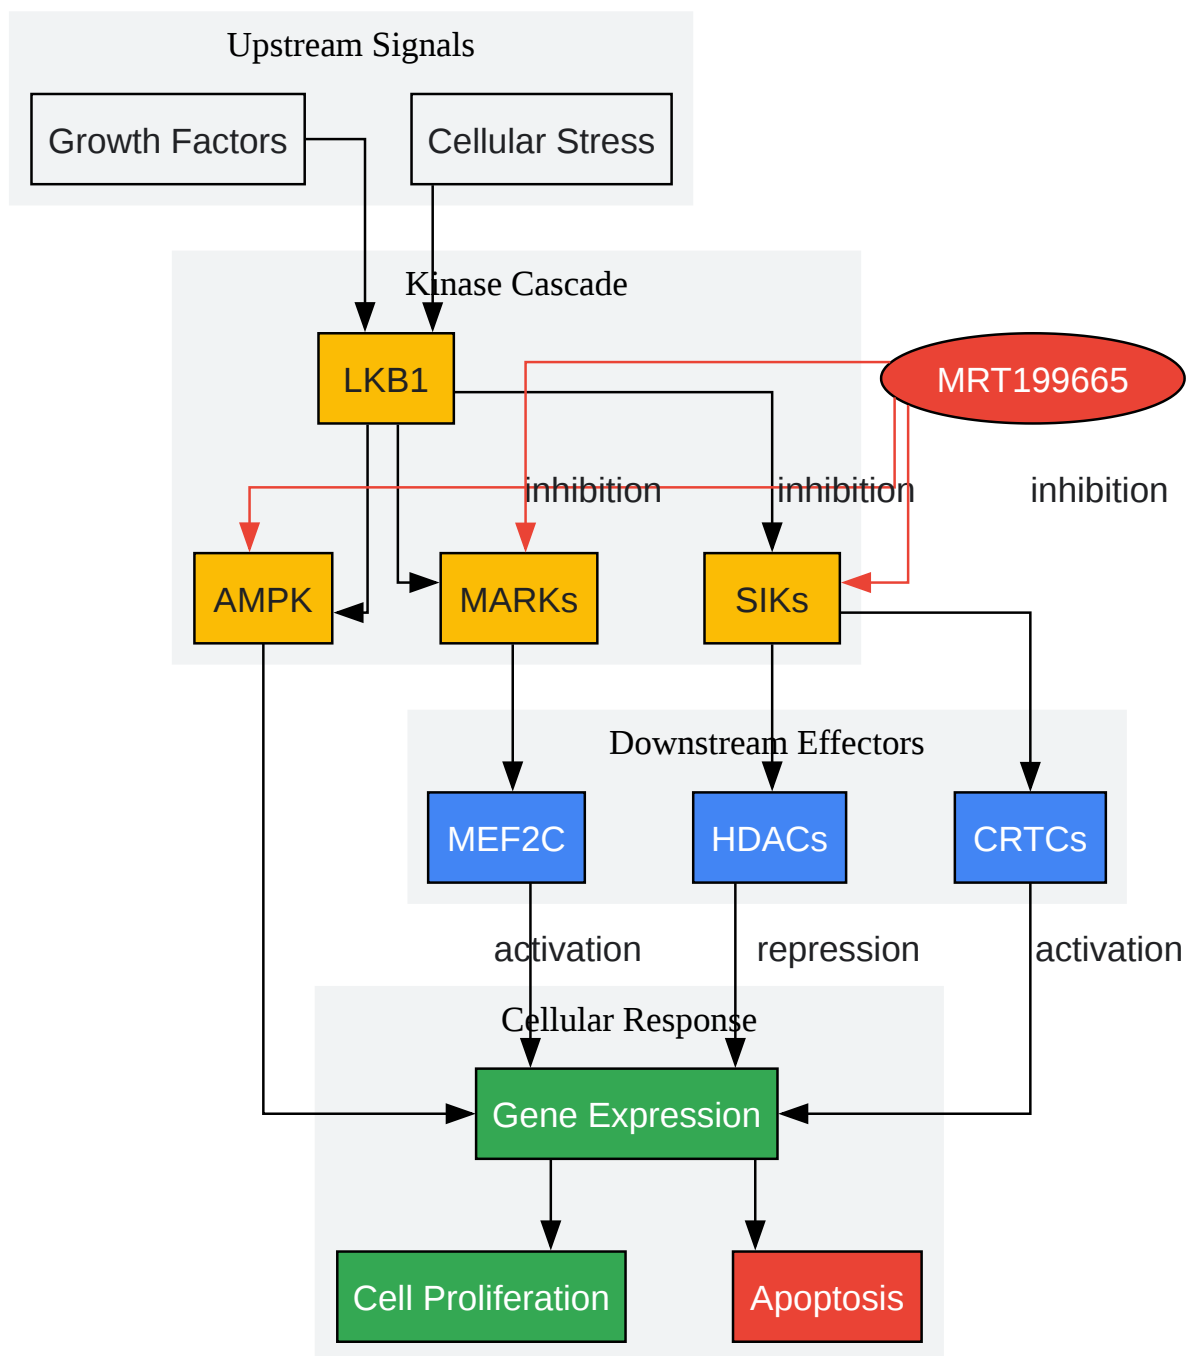 Upstream Signals
Growth Factors
Cellular Stress
Kinase Cascade
LKB1
MRT199665
inhibition
inhibition
inhibition
AMPK
MARKs
SIKs
Downstream Effectors
MEF2C
HDACs
CRTCs
activation
repression
activation
Cellular Response
Gene Expression
Cell Proliferation
Apoptosis